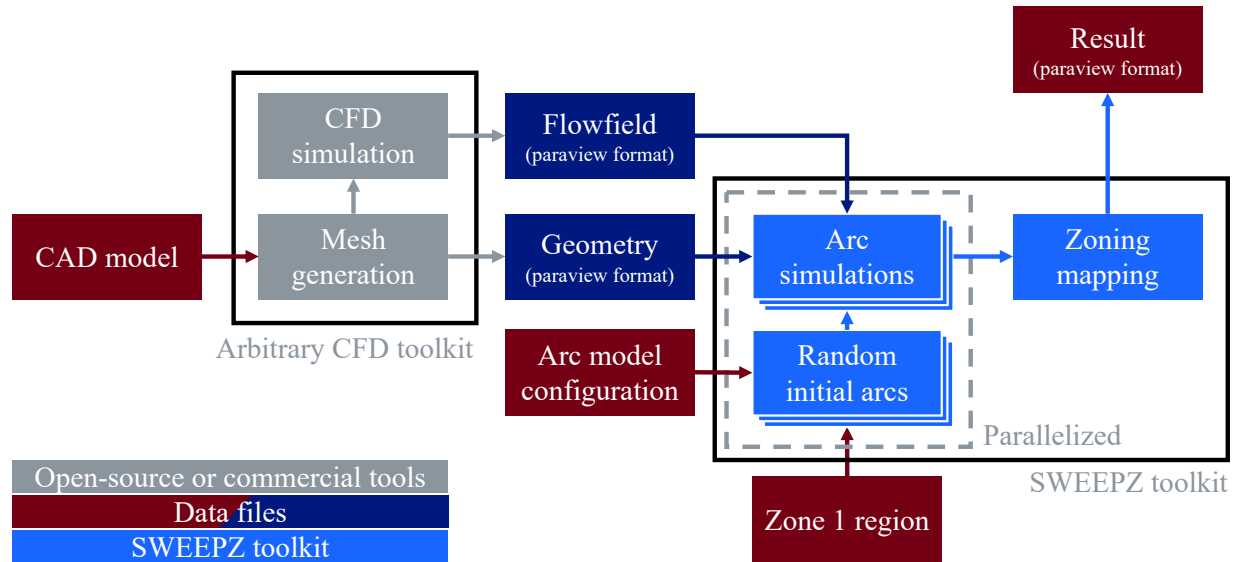 Result
(paraview format)
CFD
simulation
Flowfield
(paraview format)
CAD model
Mesh
generation
Geometry
(paraview format)
Arc
simulations
Zoning
mapping
Arbitrary CFD toolkit
Arc model
configuration
Random
initial arcs
Parallelized
SWEEPZ toolkit
Zone 1 region
Open-source or commercial tools
Data files
SWEEPZ toolkit